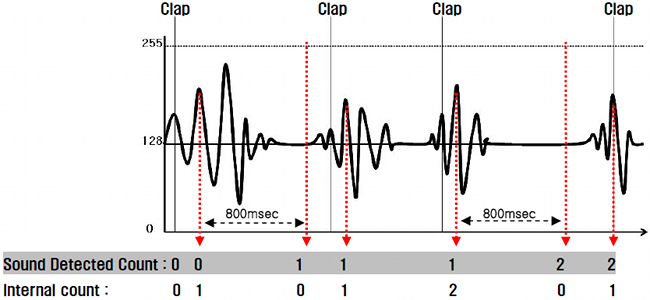 Clap Clap Clap Clap
255
128
800msec 800msec
0
Sound Detected Count : 0 0 1 1 1 2 2
Internal count : 0 1 0 1 2 0 1